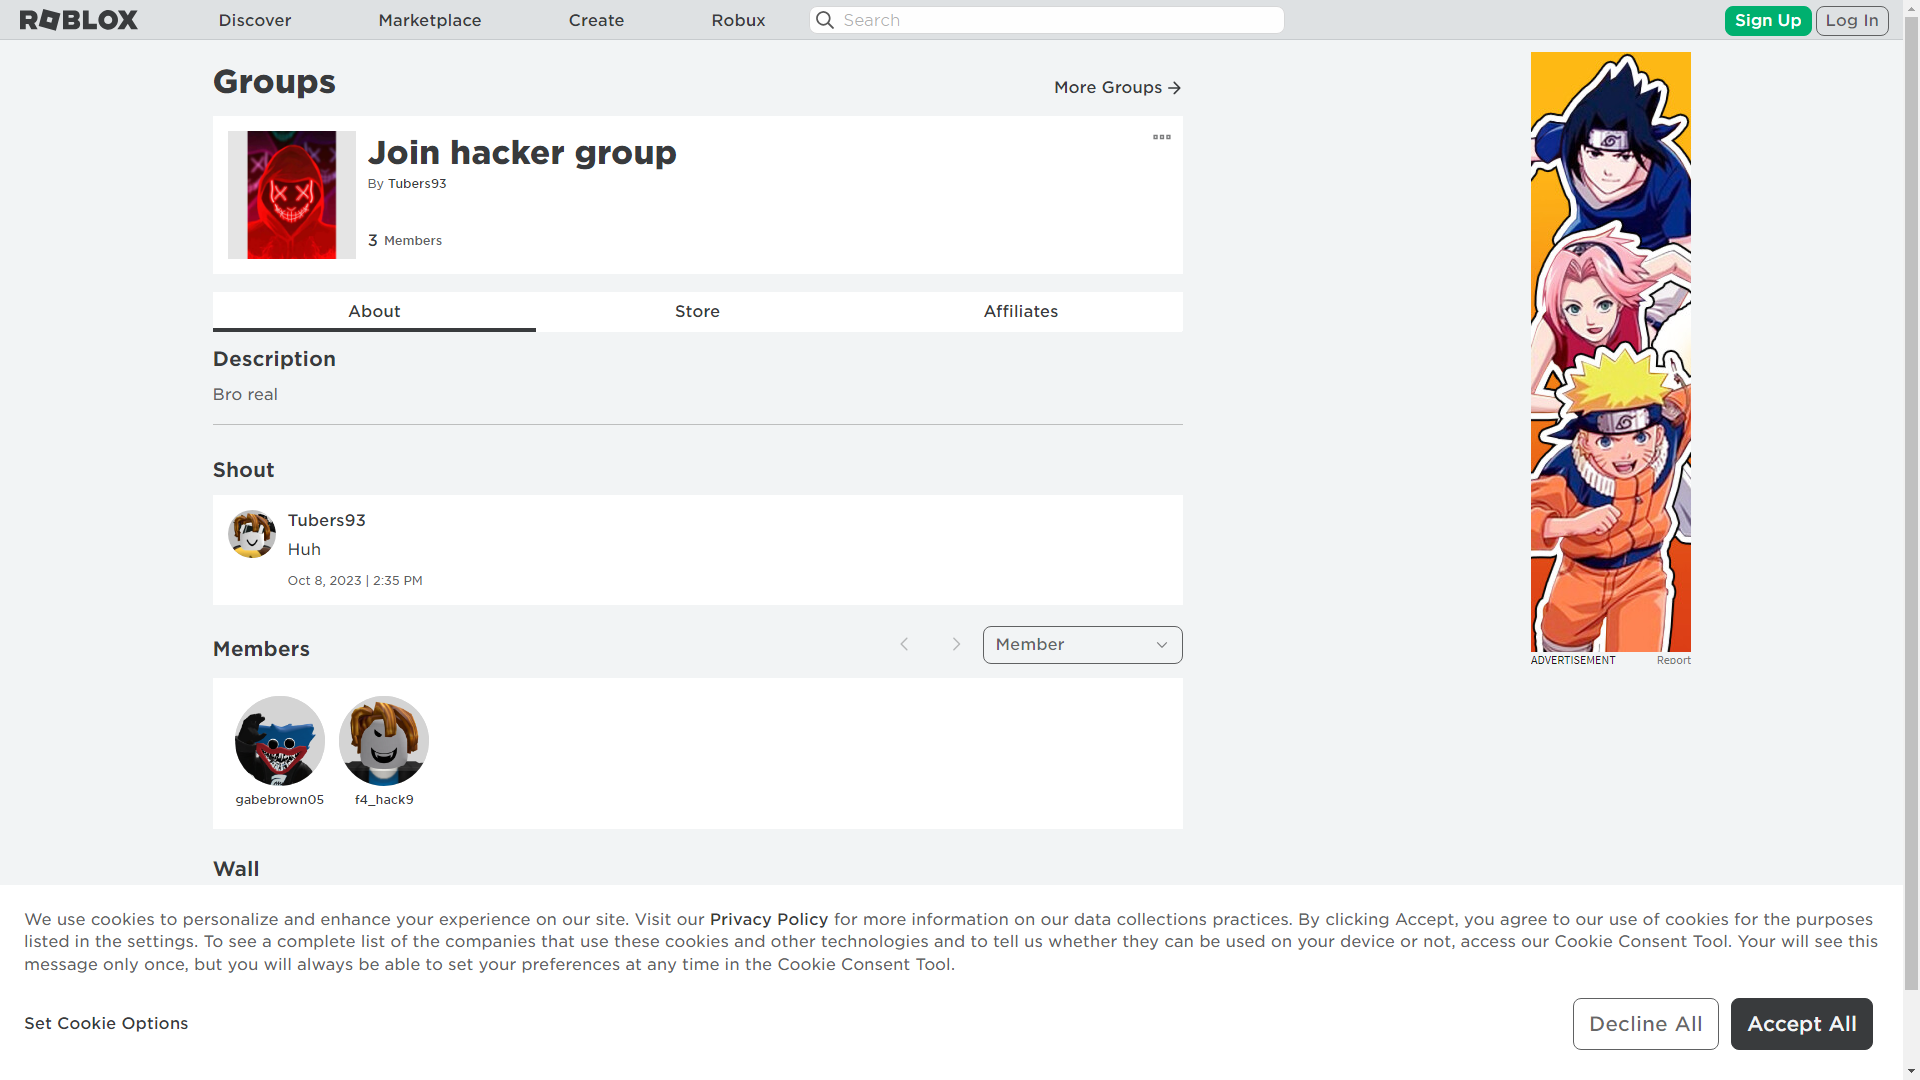 ROBLOX
Discover
Marketplace
Create
Robux
Search
Sign Up
Log In
Groups
More Groups
Join hacker group
By Tubers93
3 Members
About
Store
Affiliates
Description
Bro real
Shout
Tubers93
Huh
Oct 8, 2023 | 2:35 PM
Members
Member
gabebrown05
f4_hack9
Wall
ADVERTISEMENT
Report
We use cookies to personalize and enhance your experience on our site. Visit our Privacy Policy for more information on our data collections practices. By clicking Accept, you agree to our use of cookies for the purposes
listed in the settings. To see a complete list of the companies that use these cookies and other technologies and to tell us whether they can be used on your device or not, access our Cookie Consent Tool. Your will see this
message only once, but you will always be able to set your preferences at any time in the Cookie Consent Tool.
Set Cookie Options
Decline All
Accept All